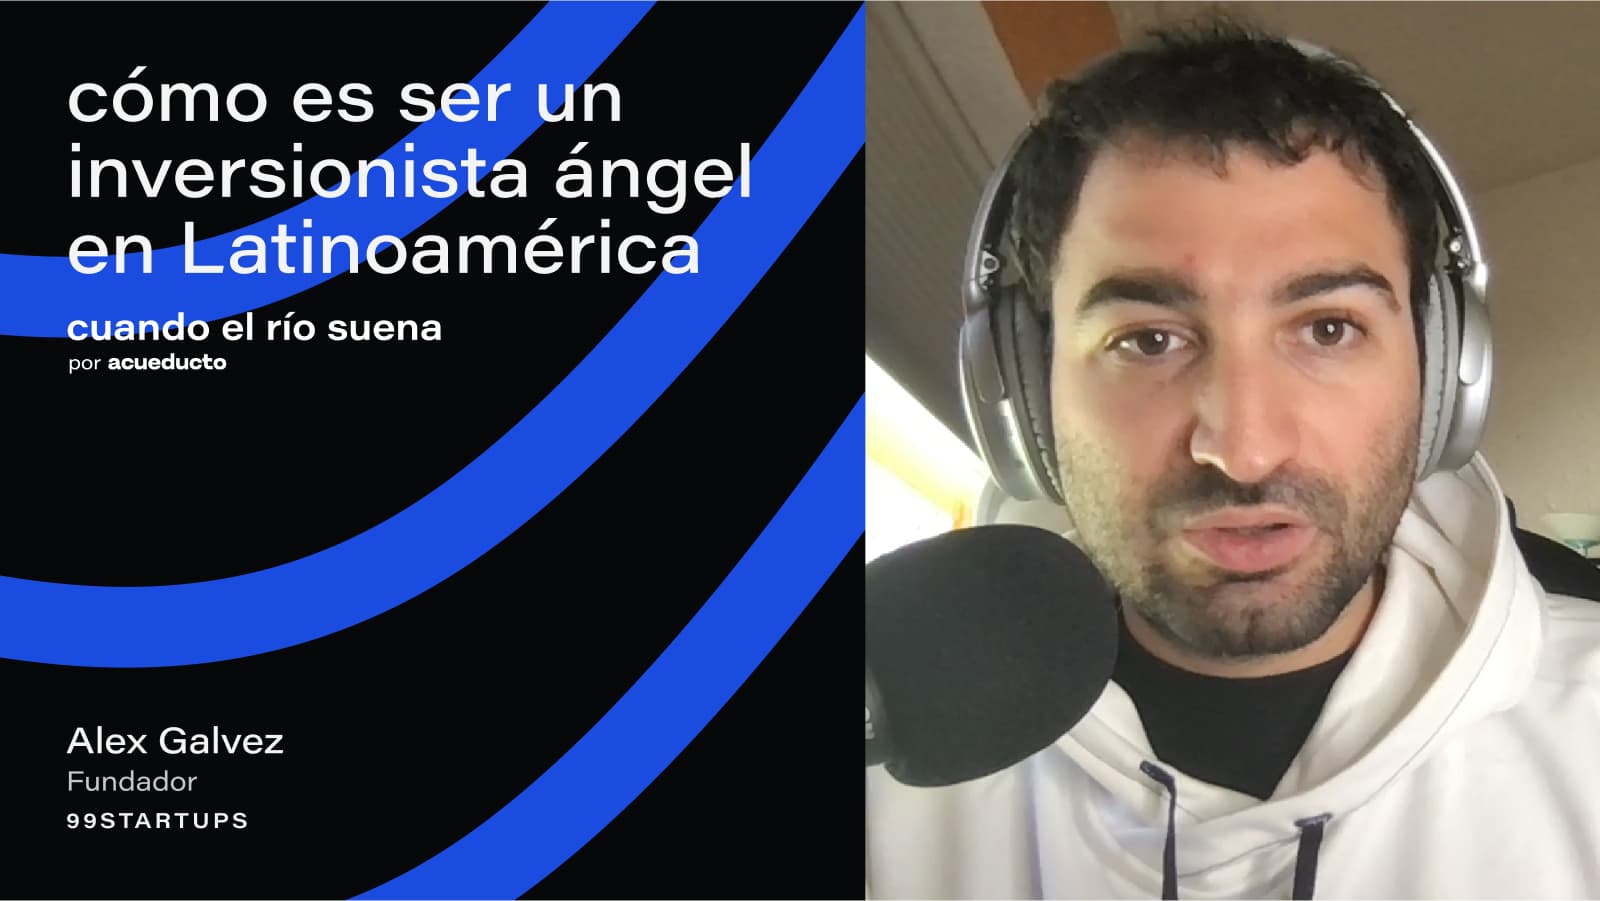 cómo es ser un
inversionista ángel
en Latinoamérica
cuando el río suena
por acueducto
Alex Galvez
Fundador
99STARTUPS